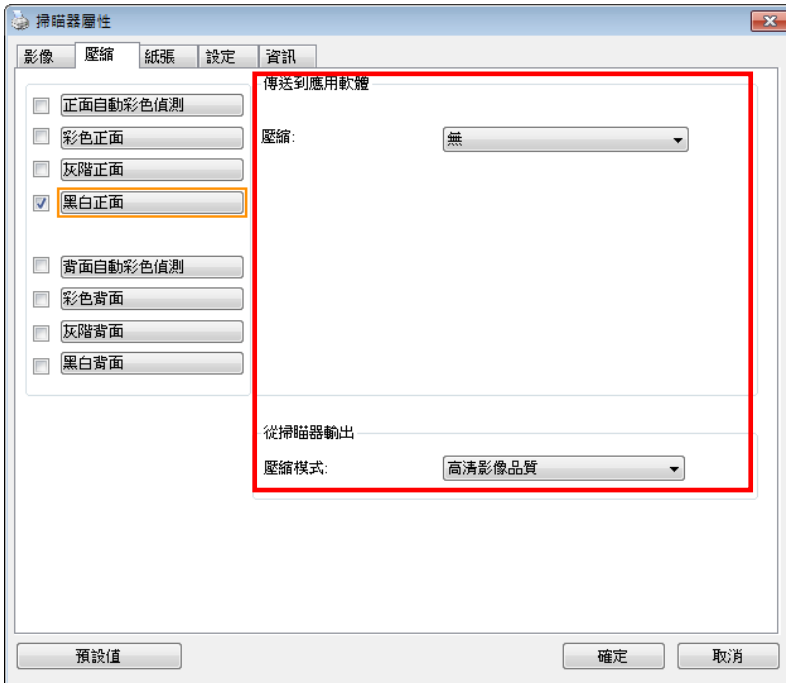 掃瞄器屬性
影像 壓縮 紙張 設定 資訊
正面自動彩色偵測
彩色正面
灰階正面
黑白正面
背面自動彩色偵測
彩色背面
灰階背面
黑白背面
傳送到應用軟體
壓縮: 無
從掃瞄器輸出
壓縮模式: 高清影像品質
預設值 確定 取消